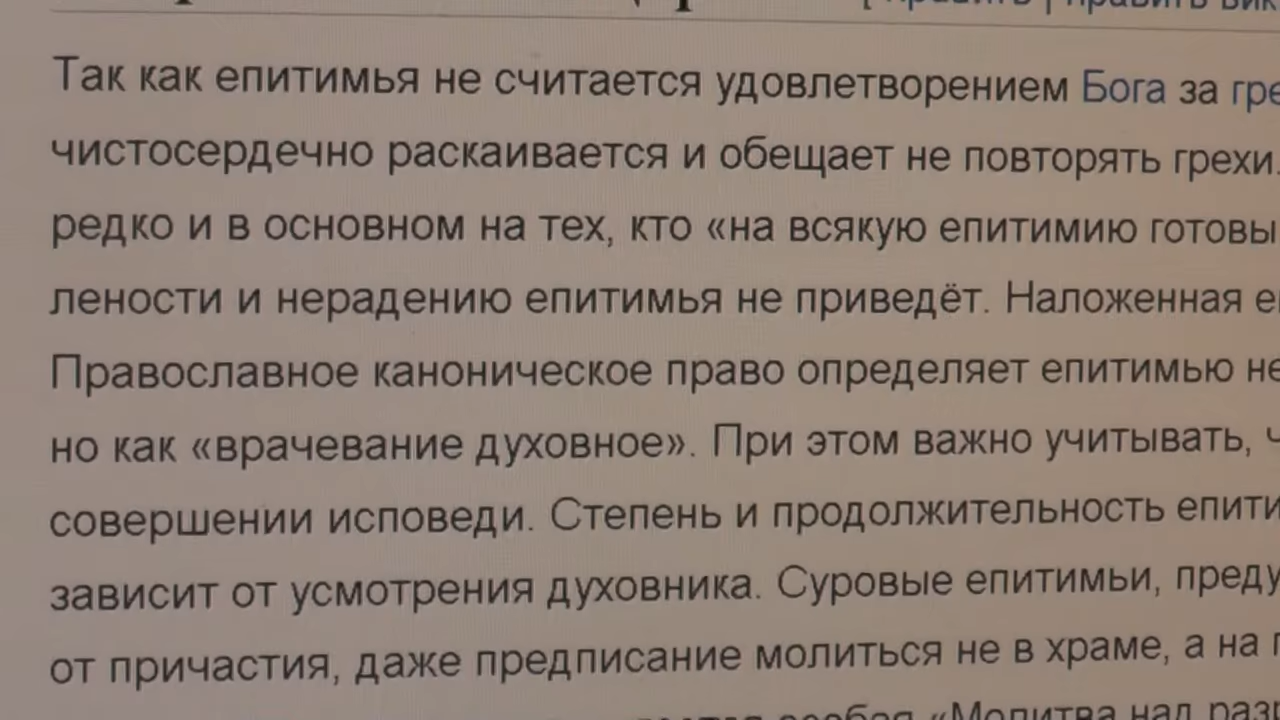 Так как епитимья не считается удовлетворением Бога за
чистосердечно раскаивается и обещает не повторять грехи.
редко и в основном на тех, кто «на всякую епитимию готовы
лености и нерадению епитимья не приведёт. Наложенная
Православное каноническое право определяет епитимью не
но как «врачевание духовное». При этом важно учитывать,
совершении исповеди. Степень и продолжительность
зависит от усмотрения духовника. Суровые епитимьи,
от причастия, даже предписание молиться не в храме, а на
особая «Молитва над